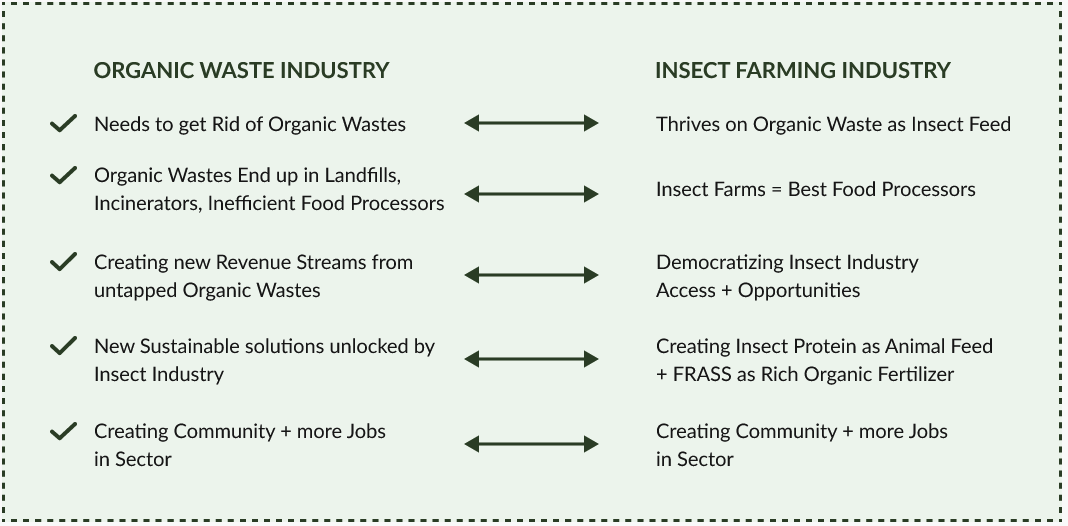 ORGANIC WASTE INDUSTRY
INSECT FARMING INDUSTRY
Needs to get Rid of Organic Wastes
Thrives on Organic Waste as Insect Feed
Organic Wastes End up in Landfills,
Incinerators, Inefficient Food Processors
Insect Farms = Best Food Processors
Creating new Revenue Streams from
untapped Organic Wastes
Democratizing Insect Industry
Access + Opportunities
New Sustainable solutions unlocked by
Insect Industry
Creating Insect Protein as Animal Feed
+ FRASS as Rich Organic Fertilizer
Creating Community + more Jobs
in Sector
Creating Community + more Jobs
in Sector